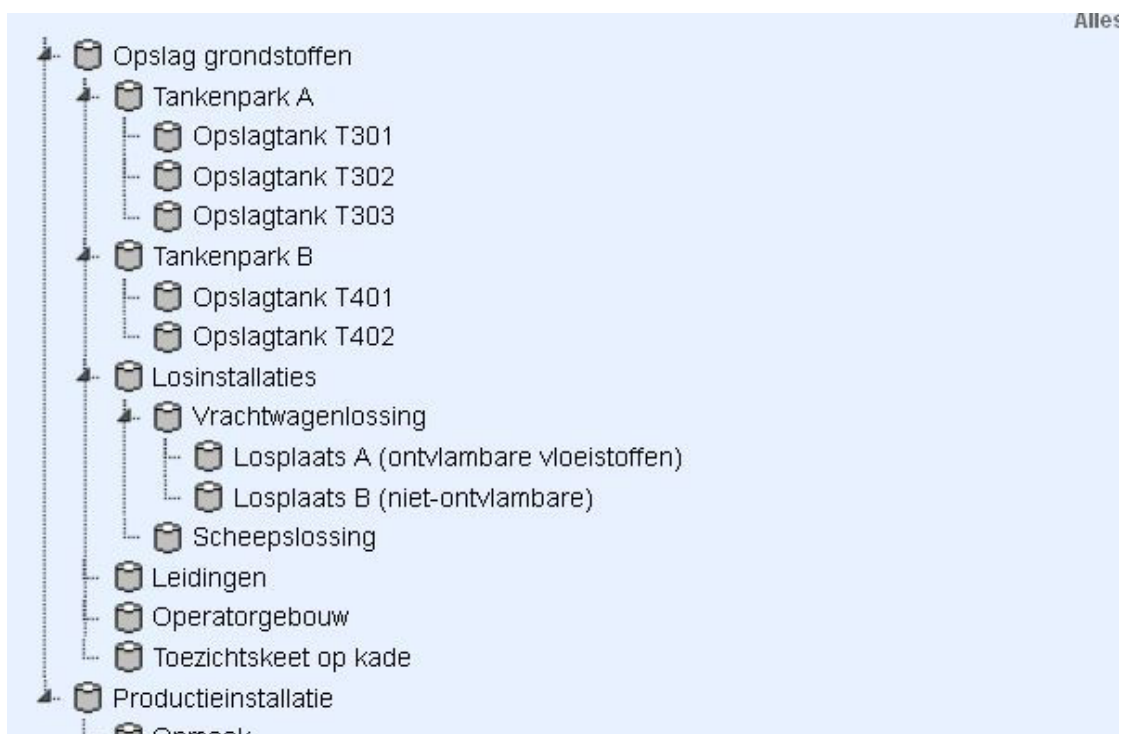 Alles
Opslag grondstoffen
Tankenpark A
Opslagtank T301
Opslagtank T302
Opslagtank T303
Tankenpark B
Opslagtank T401
Opslagtank T402
Losinstallaties
Vrachtwagenlossing
Losplaats A (ontvlambare vloeistoffen)
Losplaats B (niet-ontvlambare)
Scheepslossing
Leidingen
Operatorgebouw
Toezichtskeet op kade
Productieinstallatie